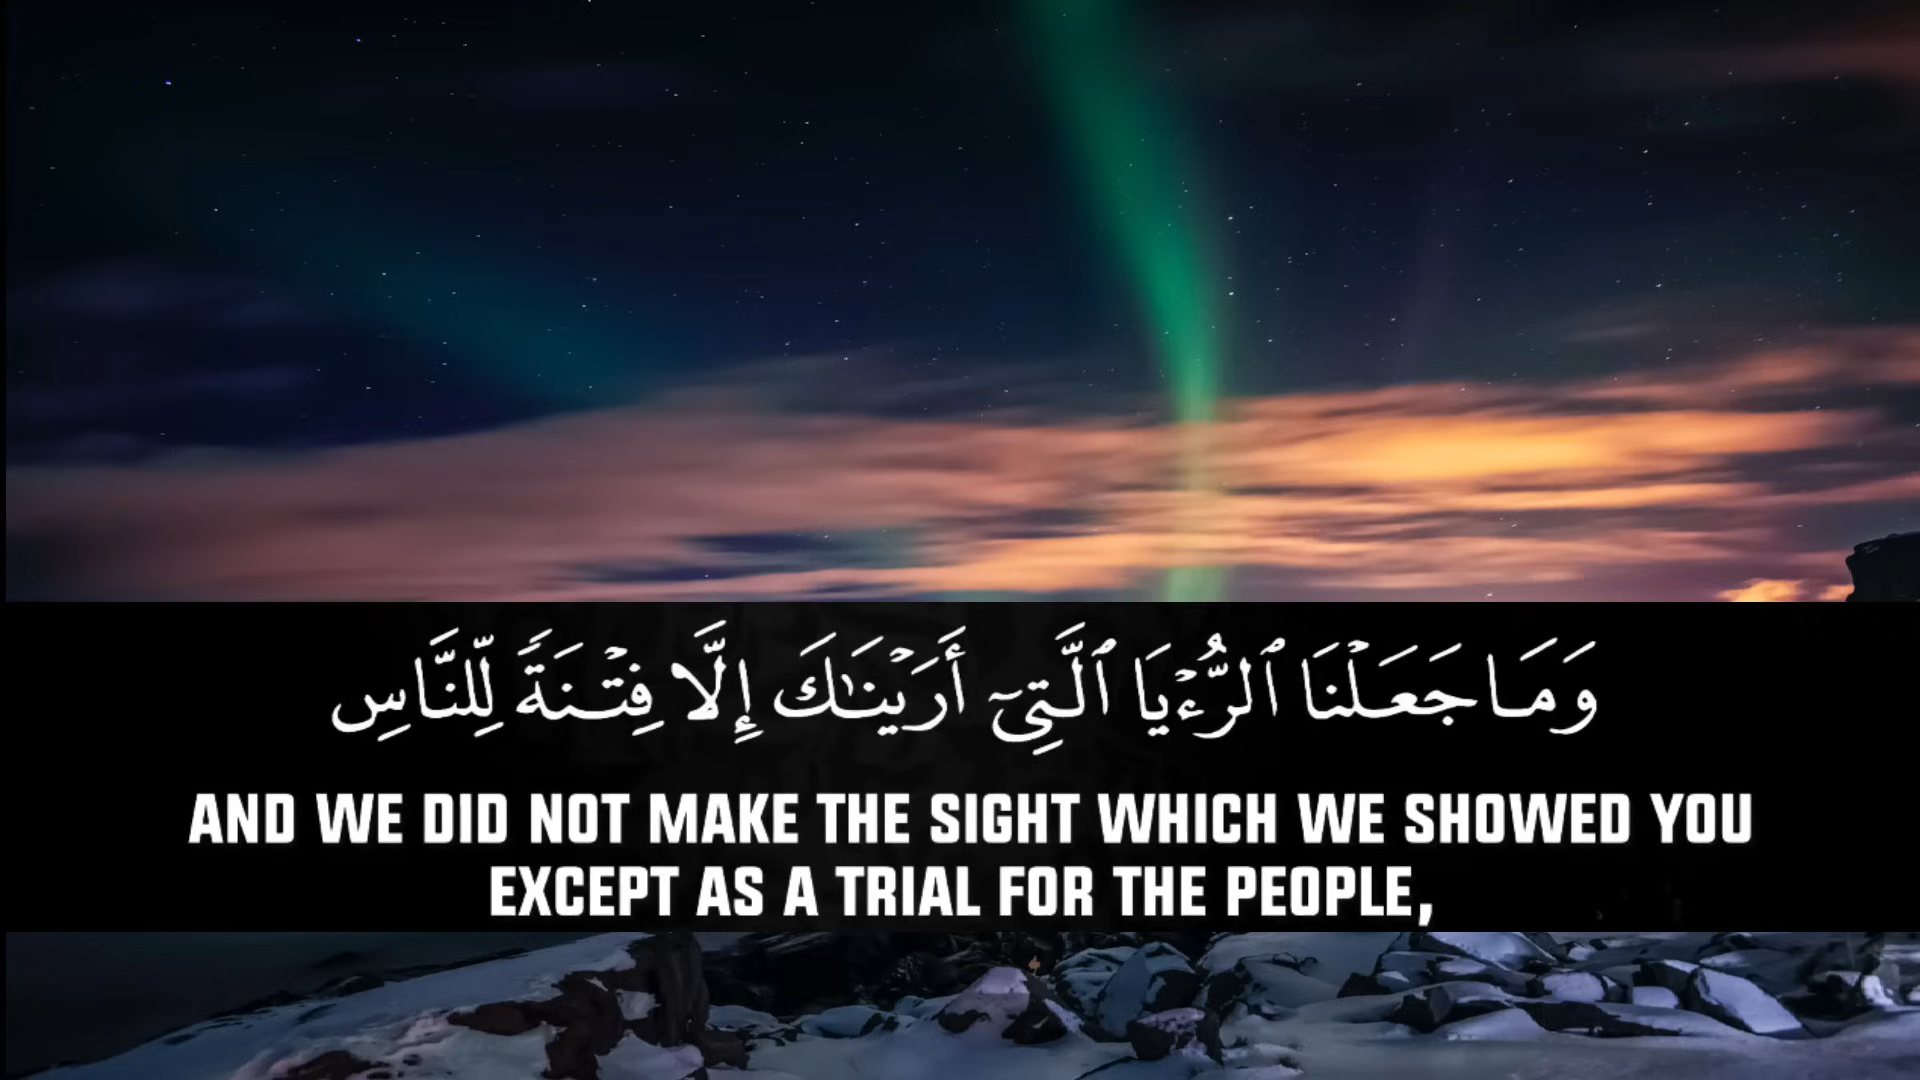 وَمَا جَعَلْنَا ٱلرُّءْيَا ٱلَّتِىٓ أَرَيْنَـٰكَ إِلَّا فِتْنَةً لِّلنَّاسِ
AND WE DID NOT MAKE THE SIGHT WHICH WE SHOWED YOU
EXCEPT AS A TRIAL FOR THE PEOPLE,